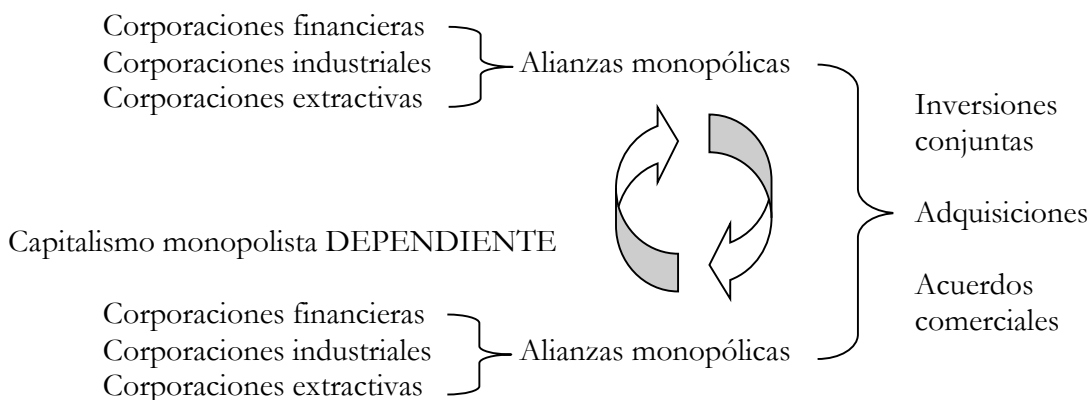 Corporaciones financieras
Corporaciones industriales
Corporaciones extractivas
Alianzas monopólicas
Inversiones
conjuntas
Adquisiciones
Acuerdos
comerciales
Capitalismo monopolista DEPENDIENTE
Corporaciones financieras
Corporaciones industriales
Corporaciones extractivas
Alianzas monopólicas